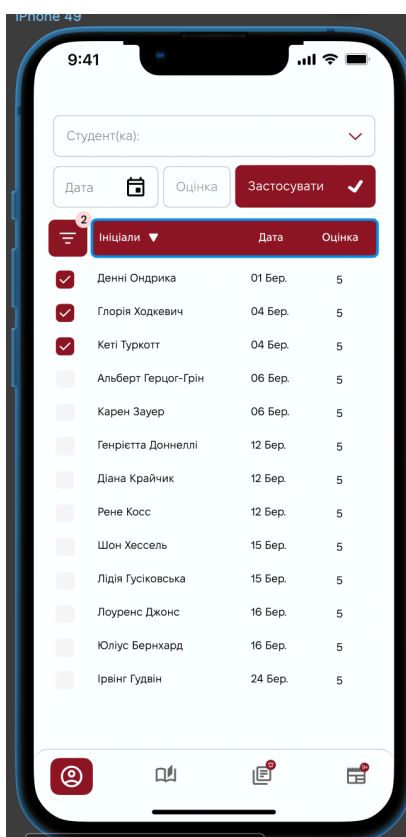 iPhone 49
9:41
Студент(ка):
Дата Оцінка Застосувати
2
Ініціали ▼ Дата Оцінка
Денні Ондрика 01 Бер. 5
Глорія Ходкевич 04 Бер. 5
Кеті Туркотт 04 Бер. 5
Альберт Герцог-Грін 06 Бер. 5
Карен Зауер 06 Бер. 5
Генрієтта Доннеллі 12 Бер. 5
Діана Крайчик 12 Бер. 5
Рене Косс 12 Бер. 5
Шон Хессель 15 Бер. 5
Лідія Гусіковська 15 Бер. 5
Лоуренс Джонс 16 Бер. 5
Юліус Бернхард 16 Бер. 5
Ірвінг Гудвін 24 Бер. 5